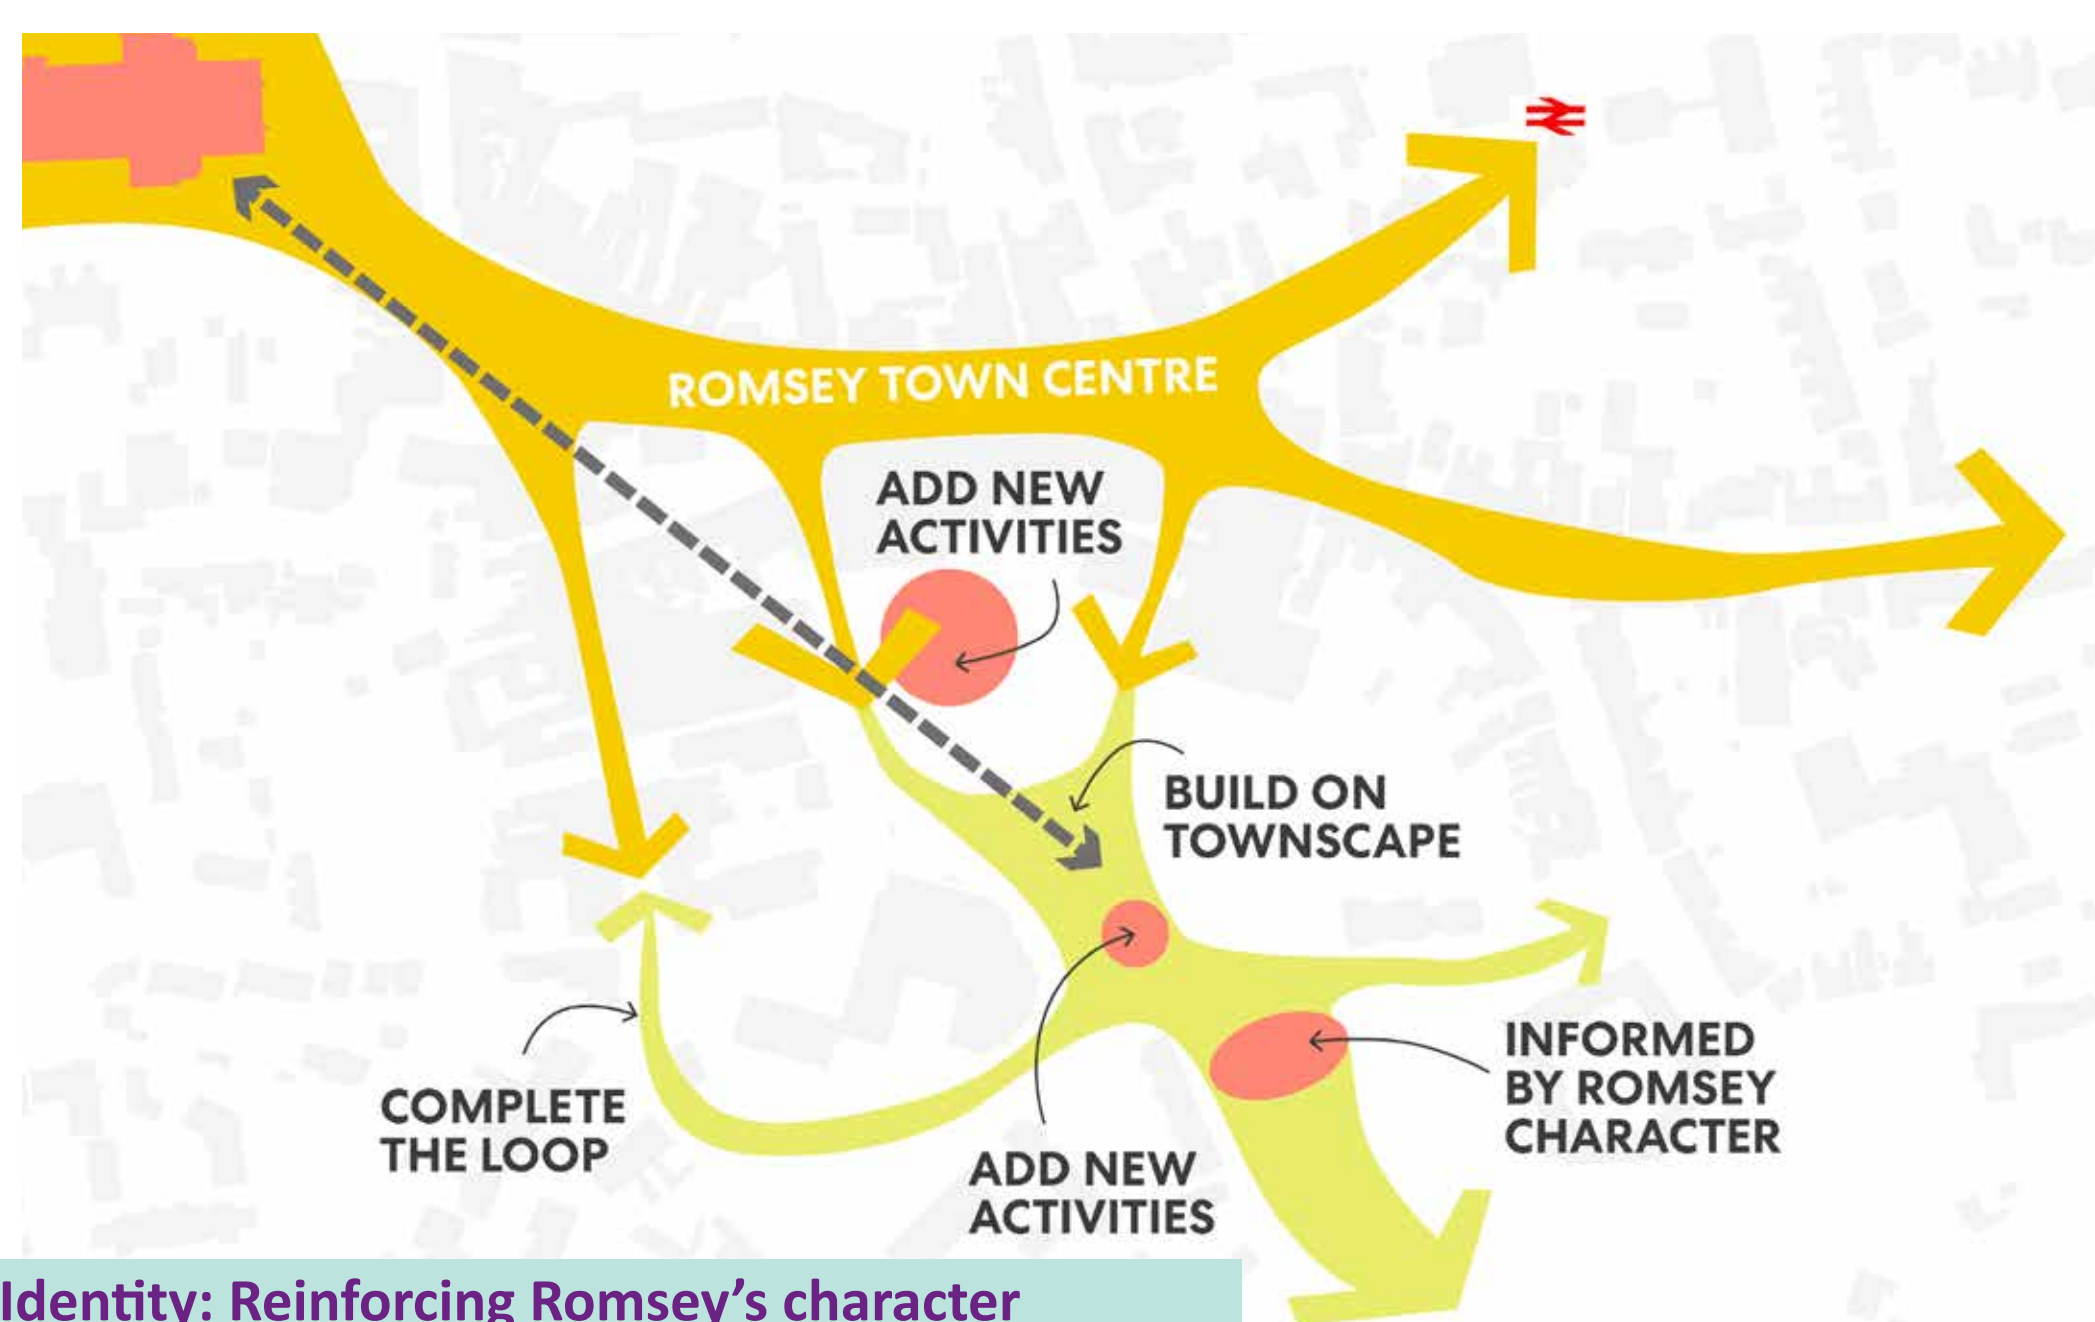 ROMSEY TOWN CENTRE
ADD NEW
ACTIVITIES
BUILD ON
TOWNSCAPE
INFORMED
BY ROMSEY
CHARACTER
COMPLETE
THE LOOP
ADD NEW
ACTIVITIES
Identity: Reinforcing Romsey’s character